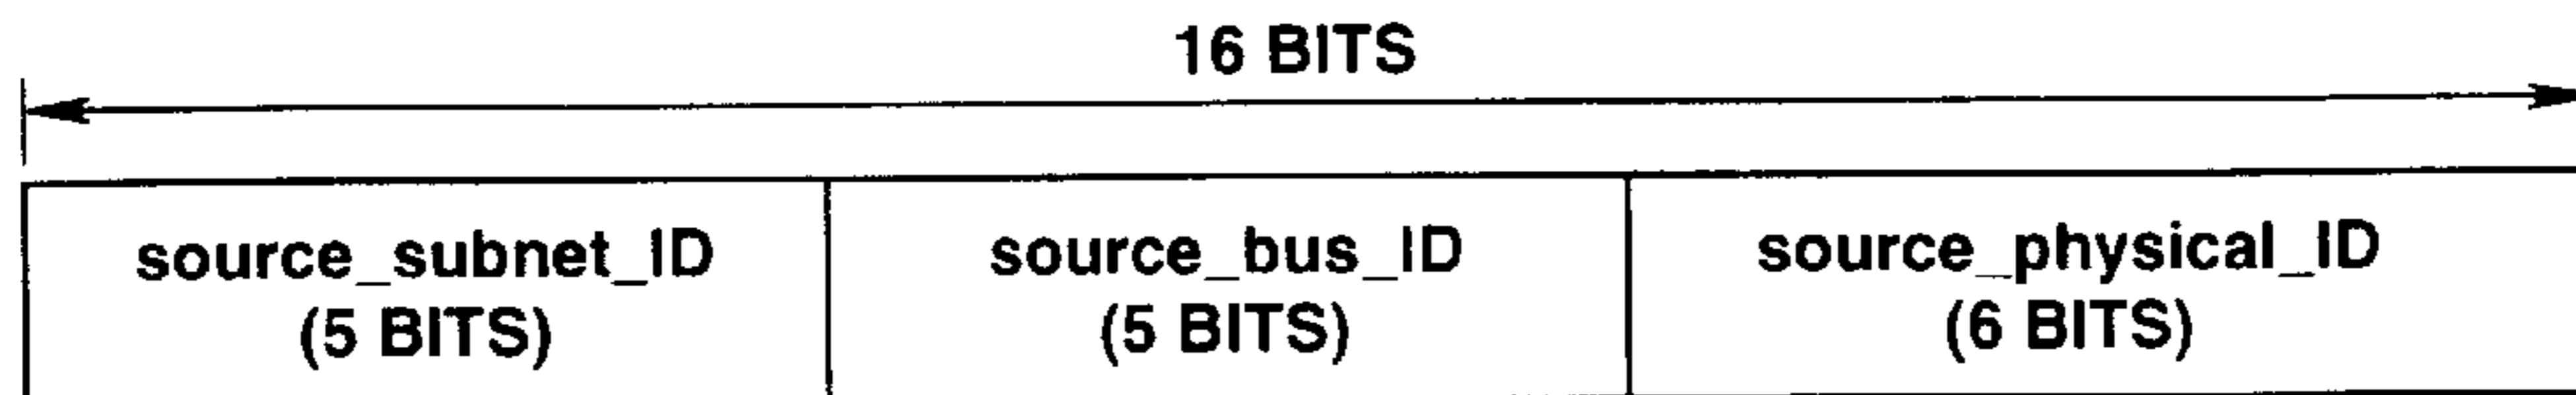 16 BITS
source_subnet_ID
(5 BITS)
source_bus_ID
(5 BITS)
source_physical_ID
(6 BITS)